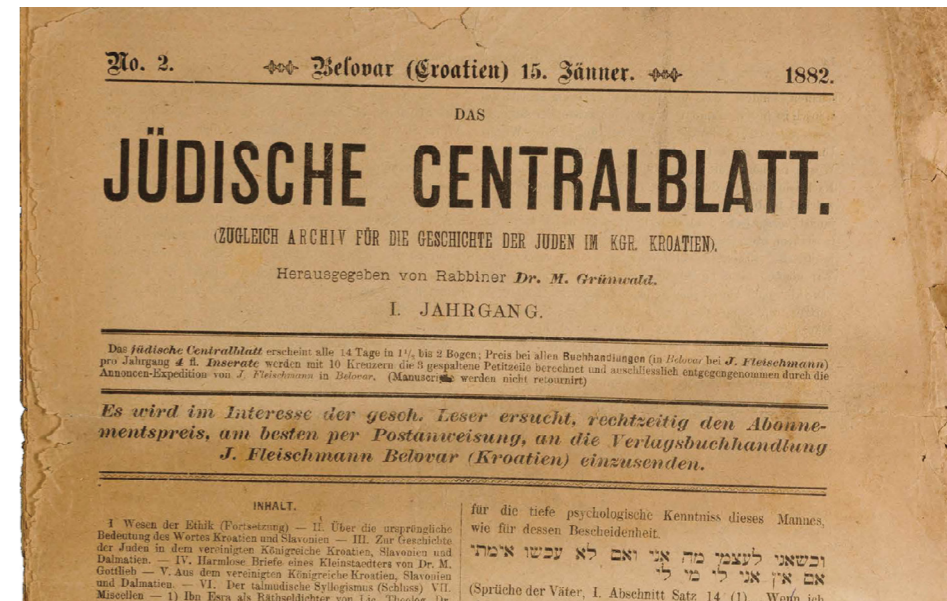 No. 2.
Belovar (Croatien) 15. Jänner.
1882.
DAS
JÜDISCHE CENTRALBLATT.
(ZUGLEICH ARCHIV FÜR DIE GESCHICHTE DER JUDEN IM KGR. KROATIEN).
Herausgegeben von Rabbiner Dr. M. Grünwald.
I. JAHRGANG.
Das jüdische Centralblatt erscheint alle 14 Tage in 1½ bis 2 Bogen; Preis bei allen Buchhandlungen (in Belovar bei J. Fleischmann)
pro Jahrgang 4 fl. Inserate werden mit 10 Kreuzern die 3 gespaltene Petitzeile berechnet und auschliesslich entgegengenommen durch die
Annoncen-Expedition von J. Fleischmann in Belovar. (Manuscripte werden nicht retournirt)
Es wird im Interesse der gesch. Leser ersucht, rechtzeitig den Abonne-
mentspreis, am besten per Postanweisung, an die Verlagsbuchhandlung
J. Fleischmann Belovar (Kroatien) einzusenden.
INHALT.
I Wesen der Ethik (Fortsetzung) — II. Über die ursprüngliche
Bedeutung des Wortes Kroatien und Slavonien — III. Zur Geschichte
der Juden in dem vereinigten Königreiche Kroatien, Slavonien und
Dalmatien. — IV. Harmlose Briefe eines Kleinstaedters von Dr. M.
Gottlieb — V. Aus dem vereinigten Königreiche Kroatien, Slavonien
und Dalmatien. — VI. Der talmudische Syllogismus (Schluss) VII.
Miscellen — 1) Ibn Esra als Räthseldichter von Lic. Theolog. Dr.
für die tiefe psychologische Kenntniss dieses Mannes,
wie für dessen Bescheidenheit.
וכשאני לעצמי מה אני ואם לא עכשו אימתי
אם אין אני לי מי לי
(Sprüche der Väter, I. Abschnitt Satz 14 (1). Wenn ich